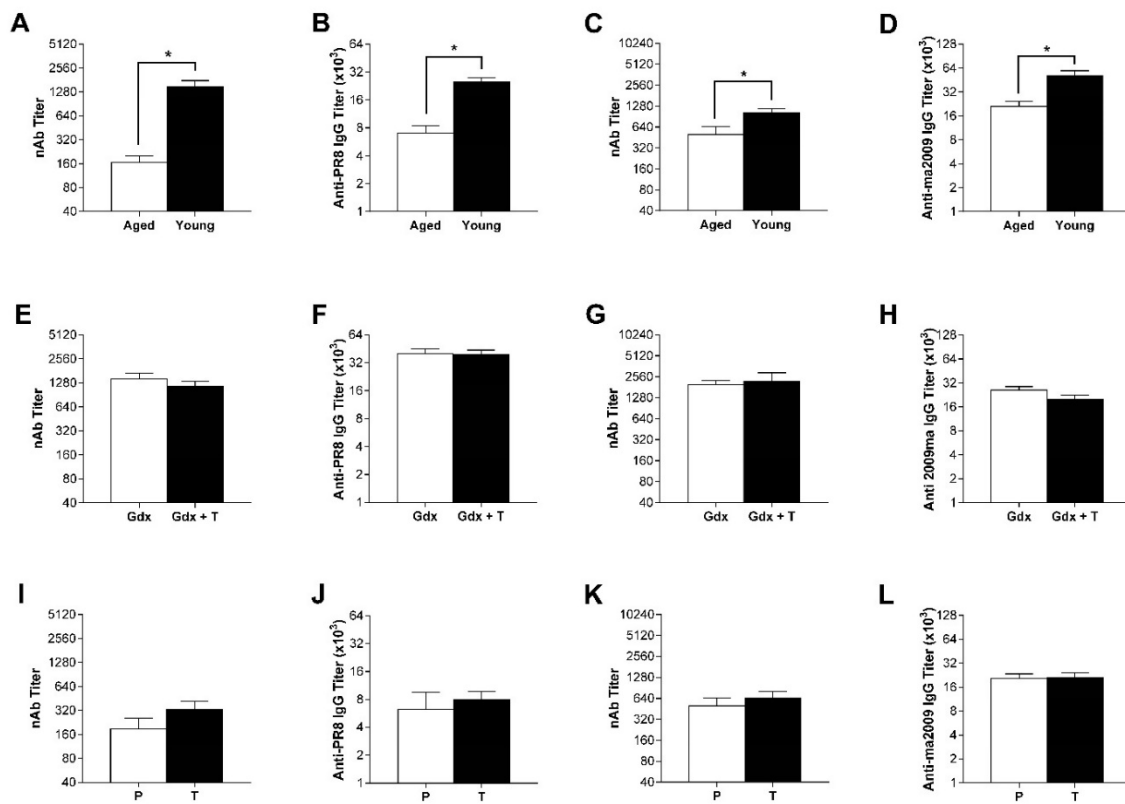 A
nAb Titer
5120
2560
1280
640
320
160
80
40
*
Aged Young
B
Anti-PR8 IgG Titer (x10³)
64
32
16
8
4
2
1
*
Aged Young
C
nAb Titer
10240
5120
2560
1280
640
320
160
80
40
*
Aged Young
D
Anti-ma2009 IgG Titer (x10³)
128
64
32
16
8
4
2
1
*
Aged Young
E
nAb Titer
5120
2560
1280
640
320
160
80
40
Gdx Gdx + T
F
Anti-PR8 IgG Titer (x10³)
64
32
16
8
4
2
1
Gdx Gdx + T
G
nAb Titer
10240
5120
2560
1280
640
320
160
80
40
Gdx Gdx + T
H
Anti 2009ma IgG Titer (x10³)
128
64
32
16
8
4
2
1
Gdx Gdx + T
I
nAb Titer
5120
2560
1280
640
320
160
80
40
P T
J
Anti-PR8 IgG Titer (x10³)
64
32
16
8
4
2
1
P T
K
nAb Titer
10240
5120
2560
1280
640
320
160
80
40
P T
L
Anti-ma2009 IgG Titer (x10³)
128
64
32
16
8
4
2
1
P T